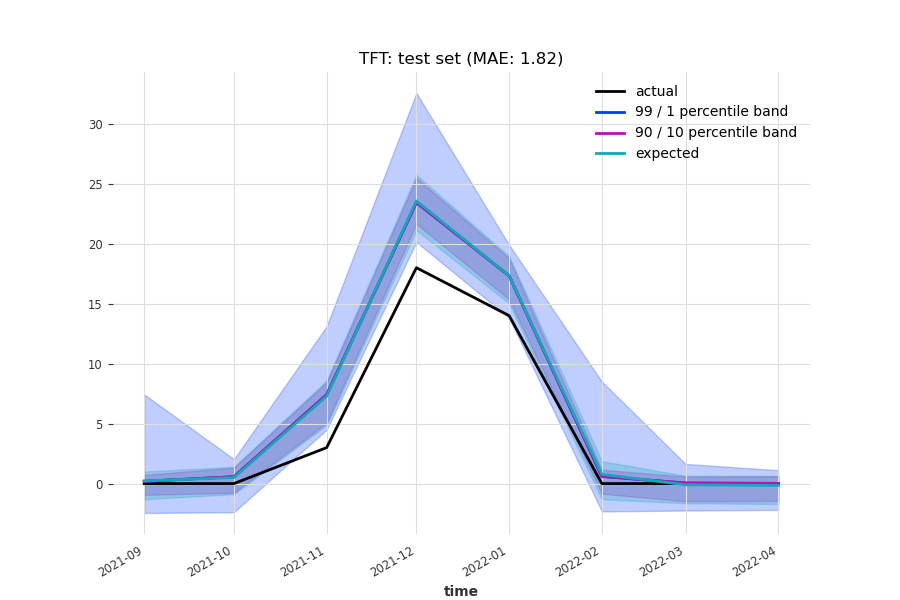 TFT: test set (MAE: 1.82)
actual
99 / 1 percentile band
90 / 10 percentile band
expected
30
25
20
15
10
5
0
2021-09
2021-10
2021-11
2021-12
2022-01
2022-02
2022-03
2022-04
time